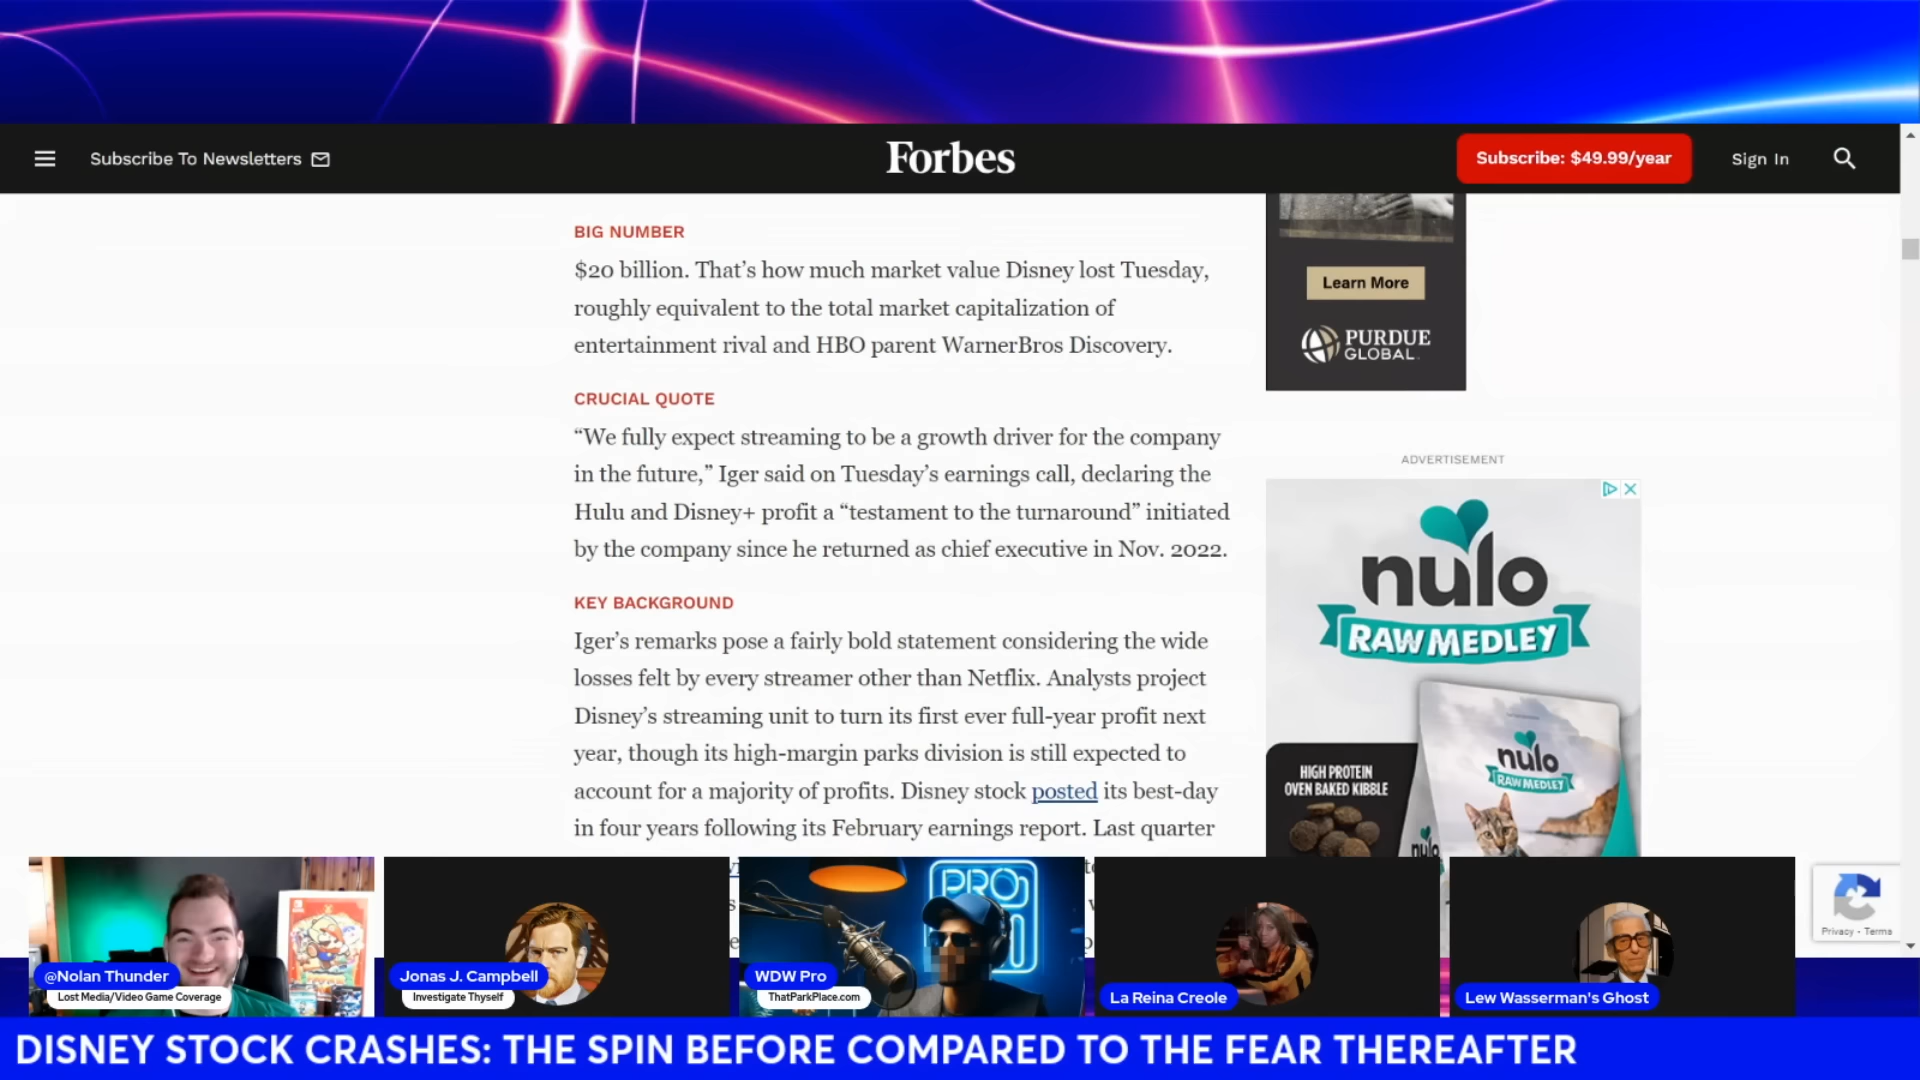 Subscribe To Newsletters
Forbes
Subscribe: $49.99/year
Sign In
BIG NUMBER
$20 billion. That’s how much market value Disney lost Tuesday,
roughly equivalent to the total market capitalization of
entertainment rival and HBO parent WarnerBros Discovery.
CRUCIAL QUOTE
“We fully expect streaming to be a growth driver for the company
in the future,” Iger said on Tuesday’s earnings call, declaring the
Hulu and Disney+ profit a “testament to the turnaround” initiated
by the company since he returned as chief executive in Nov. 2022.
KEY BACKGROUND
Iger’s remarks pose a fairly bold statement considering the wide
losses felt by every streamer other than Netflix. Analysts project
Disney’s streaming unit to turn its first ever full-year profit next
year, though its high-margin parks division is still expected to
account for a majority of profits. Disney stock posted its best-day
in four years following its February earnings report. Last quarter
Learn More
PURDUE
GLOBAL
ADVERTISEMENT
nulo
RAW MEDLEY
HIGH PROTEIN
OVEN BAKED KIBBLE
nulo
RAW MEDLEY
nulo
Privacy - Terms
@Nolan Thunder
Lost Media/Video Game Coverage
Jonas J. Campbell
Investigate Thyself
PRO
WDW Pro
ThatParkPlace.com
La Reina Creole
Lew Wasserman's Ghost
DISNEY STOCK CRASHES: THE SPIN BEFORE COMPARED TO THE FEAR THEREAFTER